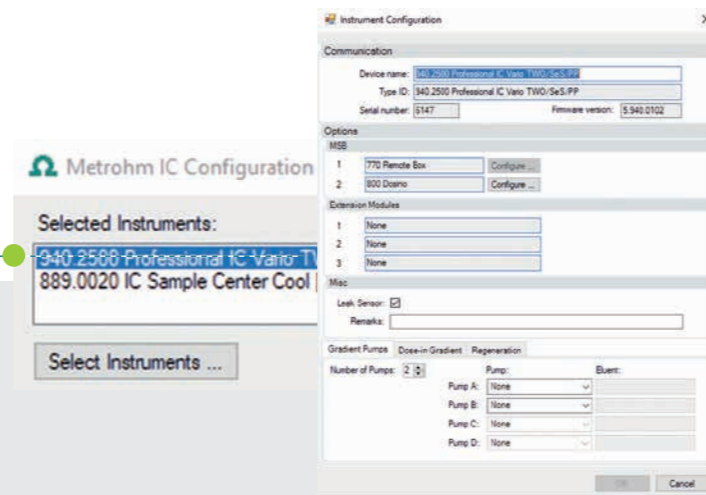 Metrohm IC Configuration
Selected Instruments:
940.2500 Professional IC Vario TV
889.0020 IC Sample Center Cool
Select Instruments ...
Instrument Configuration
Communication
Device name: 940.2500 Professional IC Vario TWO/SeS/PP
Type ID: 940.2500 Professional IC Vario TWO/SeS/PP
Serial number: 6147 Firmware version: 5.940.0102
Options
MSB
1 770 Remote Box Configure ...
2 800 Dosino Configure ...
Extension Modules
1 None
2 None
3 None
Misc
Leak Sensor:
Remarks:
Gradient Pumps Dose-in Gradient Regeneration
Number of Pumps: 2 Pump: Eluent:
Pump A: None
Pump B: None
Pump C: None
Pump D: None
OK Cancel